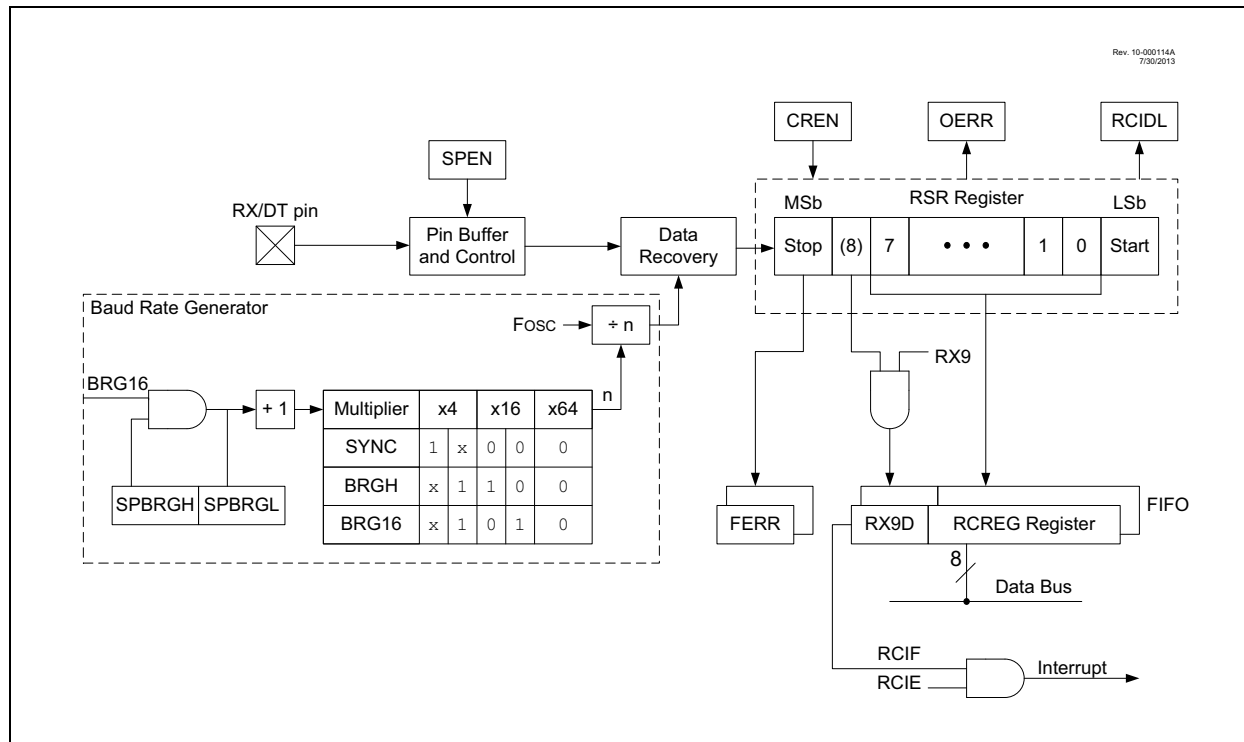 Rev. 10-000114A
7/30/2013
CREN
OERR
RCIDL
SPEN
RSR Register
MSb
LSb
RX/DT pin
Pin Buffer
and Control
Data
Recovery
Stop (8) 7 • • • 1 0 Start
Baud Rate Generator
FOSC
÷ n
RX9
BRG16
+ 1
n
Multiplier x4 x16 x64
SYNC 1 x 0 0 0
BRGH x 1 1 0 0
BRG16 x 1 0 1 0
SPBRGH SPBRGL
FIFO
FERR
RX9D
RCREG Register
8
Data Bus
RCIF
RCIE
Interrupt